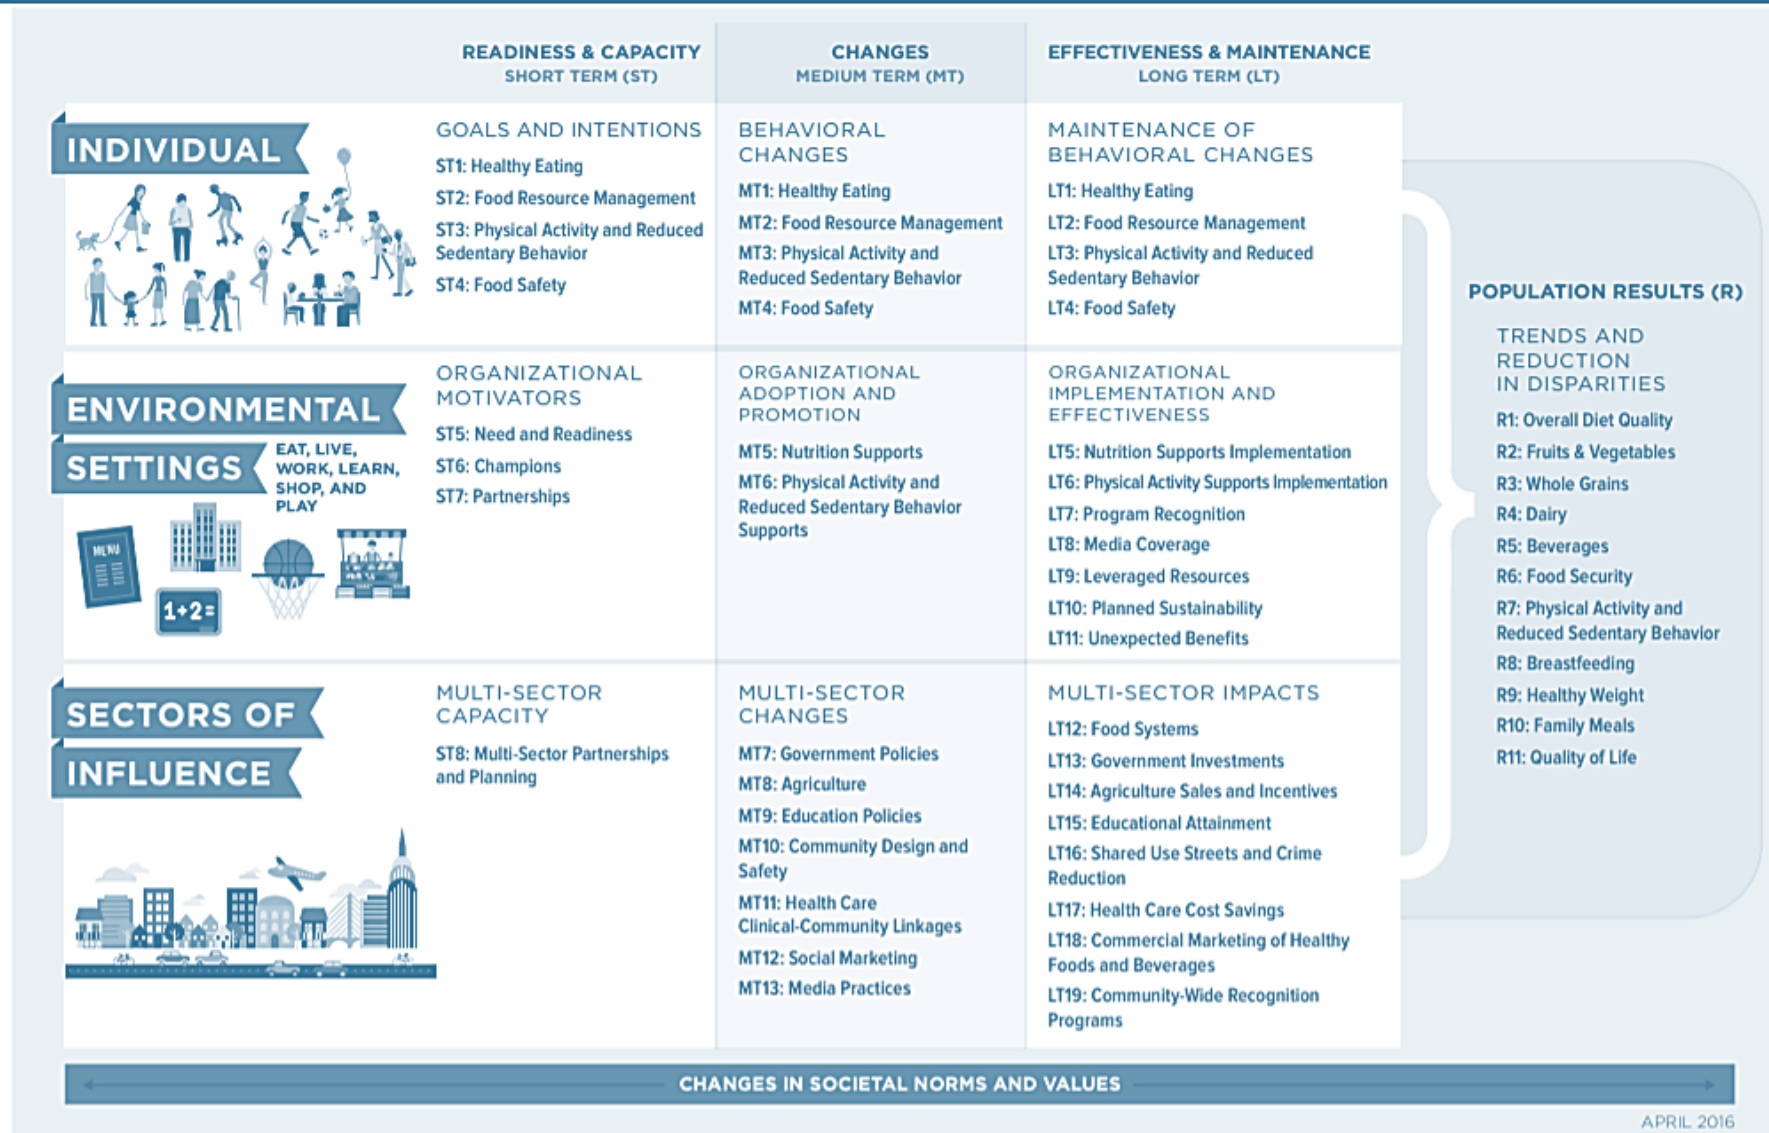 READINESS & CAPACITY
SHORT TERM (ST)
CHANGES
MEDIUM TERM (MT)
EFFECTIVENESS & MAINTENANCE
LONG TERM (LT)
INDIVIDUAL
GOALS AND INTENTIONS
ST1: Healthy Eating
ST2: Food Resource Management
ST3: Physical Activity and Reduced
Sedentary Behavior
ST4: Food Safety
BEHAVIORAL
CHANGES
MT1: Healthy Eating
MT2: Food Resource Management
MT3: Physical Activity and
Reduced Sedentary Behavior
MT4: Food Safety
MAINTENANCE OF
BEHAVIORAL CHANGES
LT1: Healthy Eating
LT2: Food Resource Management
LT3: Physical Activity and Reduced
Sedentary Behavior
LT4: Food Safety
ENVIRONMENTAL
SETTINGS
EAT, LIVE,
WORK, LEARN,
SHOP, AND
PLAY
MENU
1+2=
ORGANIZATIONAL
MOTIVATORS
ST5: Need and Readiness
ST6: Champions
ST7: Partnerships
ORGANIZATIONAL
ADOPTION AND
PROMOTION
MT5: Nutrition Supports
MT6: Physical Activity and
Reduced Sedentary Behavior
Supports
ORGANIZATIONAL
IMPLEMENTATION AND
EFFECTIVENESS
LT5: Nutrition Supports Implementation
LT6: Physical Activity Supports Implementation
LT7: Program Recognition
LT8: Media Coverage
LT9: Leveraged Resources
LT10: Planned Sustainability
LT11: Unexpected Benefits
SECTORS OF
INFLUENCE
MULTI-SECTOR
CAPACITY
ST8: Multi-Sector Partnerships
and Planning
MULTI-SECTOR
CHANGES
MT7: Government Policies
MT8: Agriculture
MT9: Education Policies
MT10: Community Design and
Safety
MT11: Health Care
Clinical-Community Linkages
MT12: Social Marketing
MT13: Media Practices
MULTI-SECTOR IMPACTS
LT12: Food Systems
LT13: Government Investments
LT14: Agriculture Sales and Incentives
LT15: Educational Attainment
LT16: Shared Use Streets and Crime
Reduction
LT17: Health Care Cost Savings
LT18: Commercial Marketing of Healthy
Foods and Beverages
LT19: Community-Wide Recognition
Programs
POPULATION RESULTS (R)
TRENDS AND
REDUCTION
IN DISPARITIES
R1: Overall Diet Quality
R2: Fruits & Vegetables
R3: Whole Grains
R4: Dairy
R5: Beverages
R6: Food Security
R7: Physical Activity and
Reduced Sedentary Behavior
R8: Breastfeeding
R9: Healthy Weight
R10: Family Meals
R11: Quality of Life
CHANGES IN SOCIETAL NORMS AND VALUES
APRIL 2016